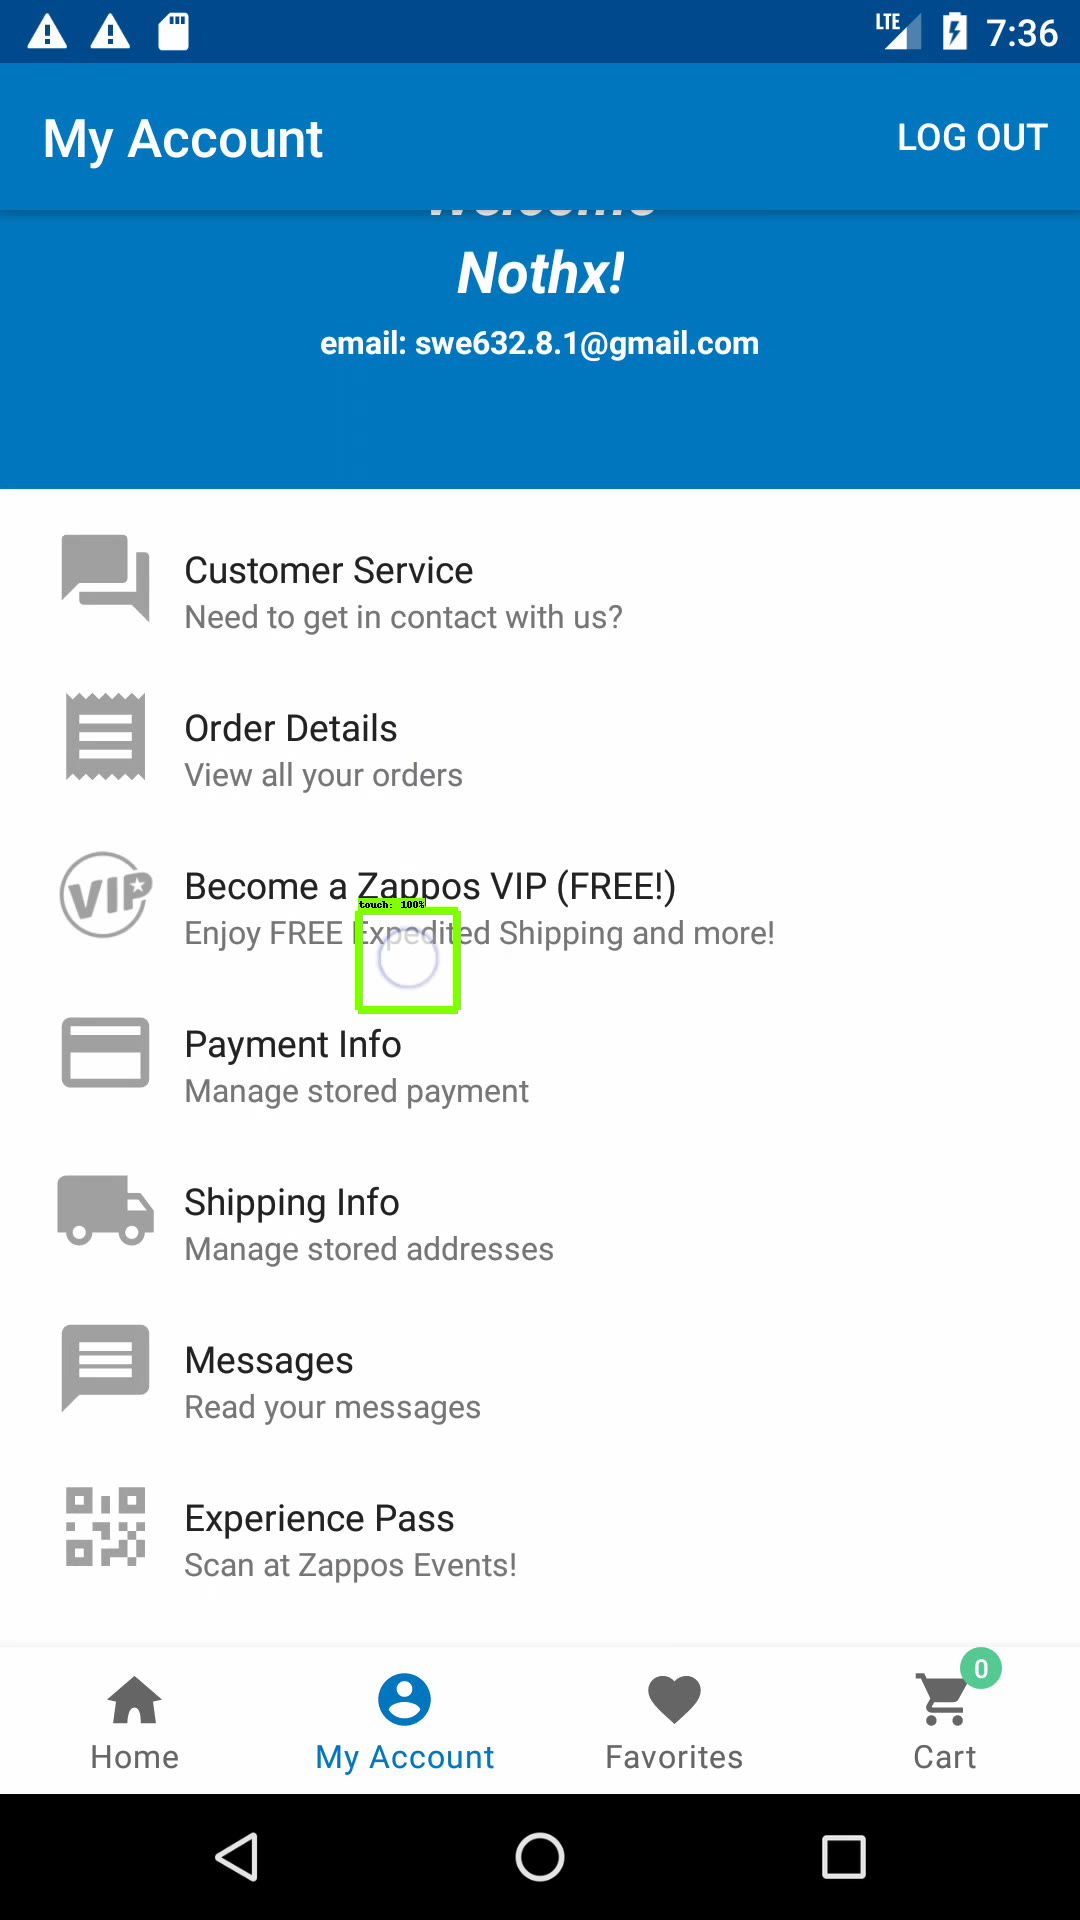 LTE 7:36
My Account LOG OUT
Welcome
Nothx!
email: swe632.8.1@gmail.com
Customer Service
Need to get in contact with us?
Order Details
View all your orders
VIP
Become a Zappos VIP (FREE!)
touch: 100%
Enjoy FREE Expedited Shipping and more!
Payment Info
Manage stored payment
Shipping Info
Manage stored addresses
Messages
Read your messages
Experience Pass
Scan at Zappos Events!
0
Home My Account Favorites Cart